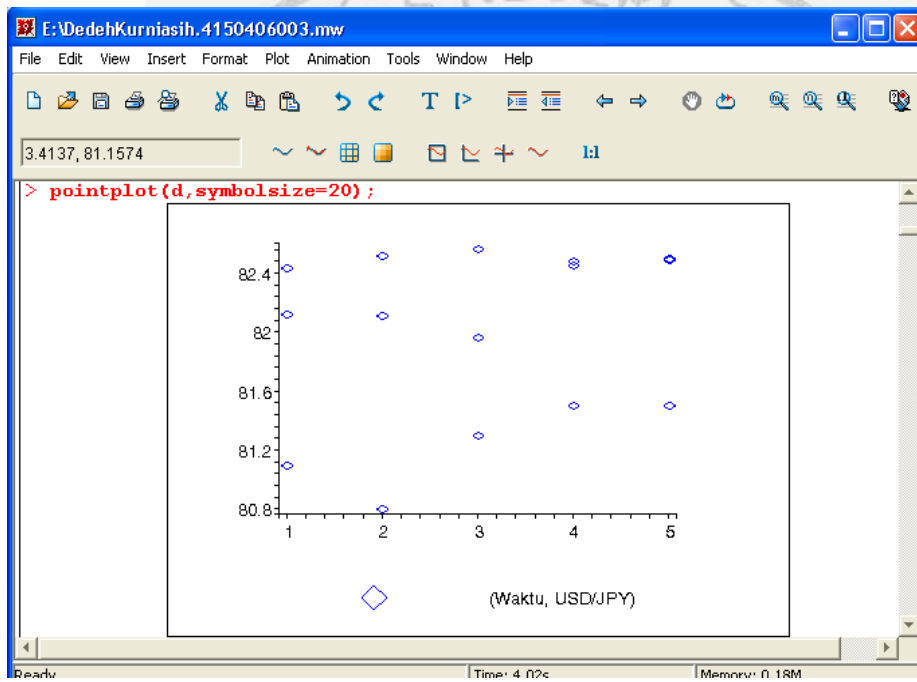 E:\DedehKurniasih.4150406003.mw
File Edit View Insert Format Plot Animation Tools Window Help
3.4137, 81.1574
1:1
> pointplot(d,symbolsize=20);
82.4
82
81.6
81.2
80.8
1 2 3 4 5
(Waktu, USD/JPY)
Ready Time: 4.02s Memory: 0.18M